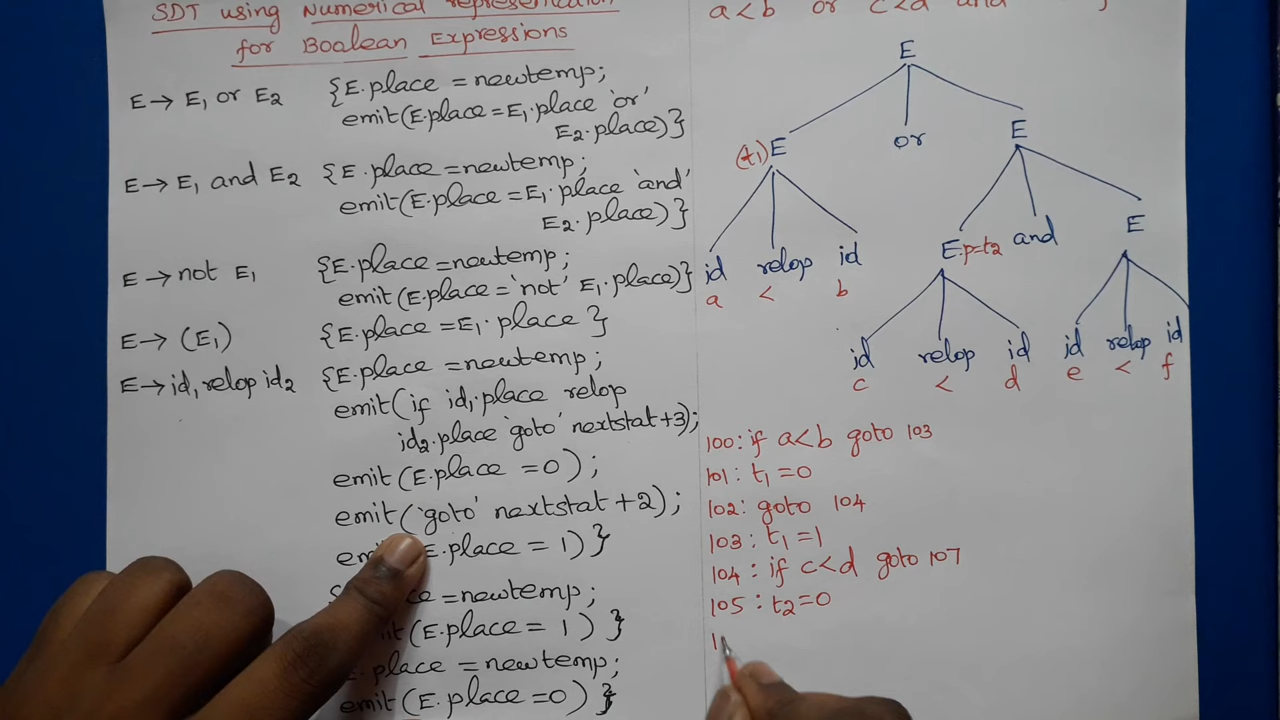 SDT using Numerical representation
for Boolean Expressions
E → E₁ or E₂ {E.place = newtemp;
emit(E.place = E₁.place 'or'
E₂.place)}
E → E₁ and E₂ {E.place = newtemp;
emit(E.place = E₁.place 'and'
E₂.place)}
E → not E₁ {E.place = newtemp;
emit(E.place = 'not' E₁.place)}
E → (E₁) {E.place = E₁.place }
E → id₁ relop id₂ {E.place = newtemp;
emit(if id₁.place relop
id₂.place 'goto' nextstat+3);
emit(E.place = 0);
emit('goto' nextstat + 2);
E.place = 1)}
= newtemp;
(E.place = 1) }
place = newtemp;
emit(E.place = 0) }
a < b or c < d and
E
(t₁) E or E
id relop id E.p=t₂ and E
a < b
id relop id id relop id
c < d e < f
100: if a<b goto 103
101: t₁ = 0
102: goto 104
103: t₁ = 1
104: if c<d goto 107
105: t₂ = 0
1